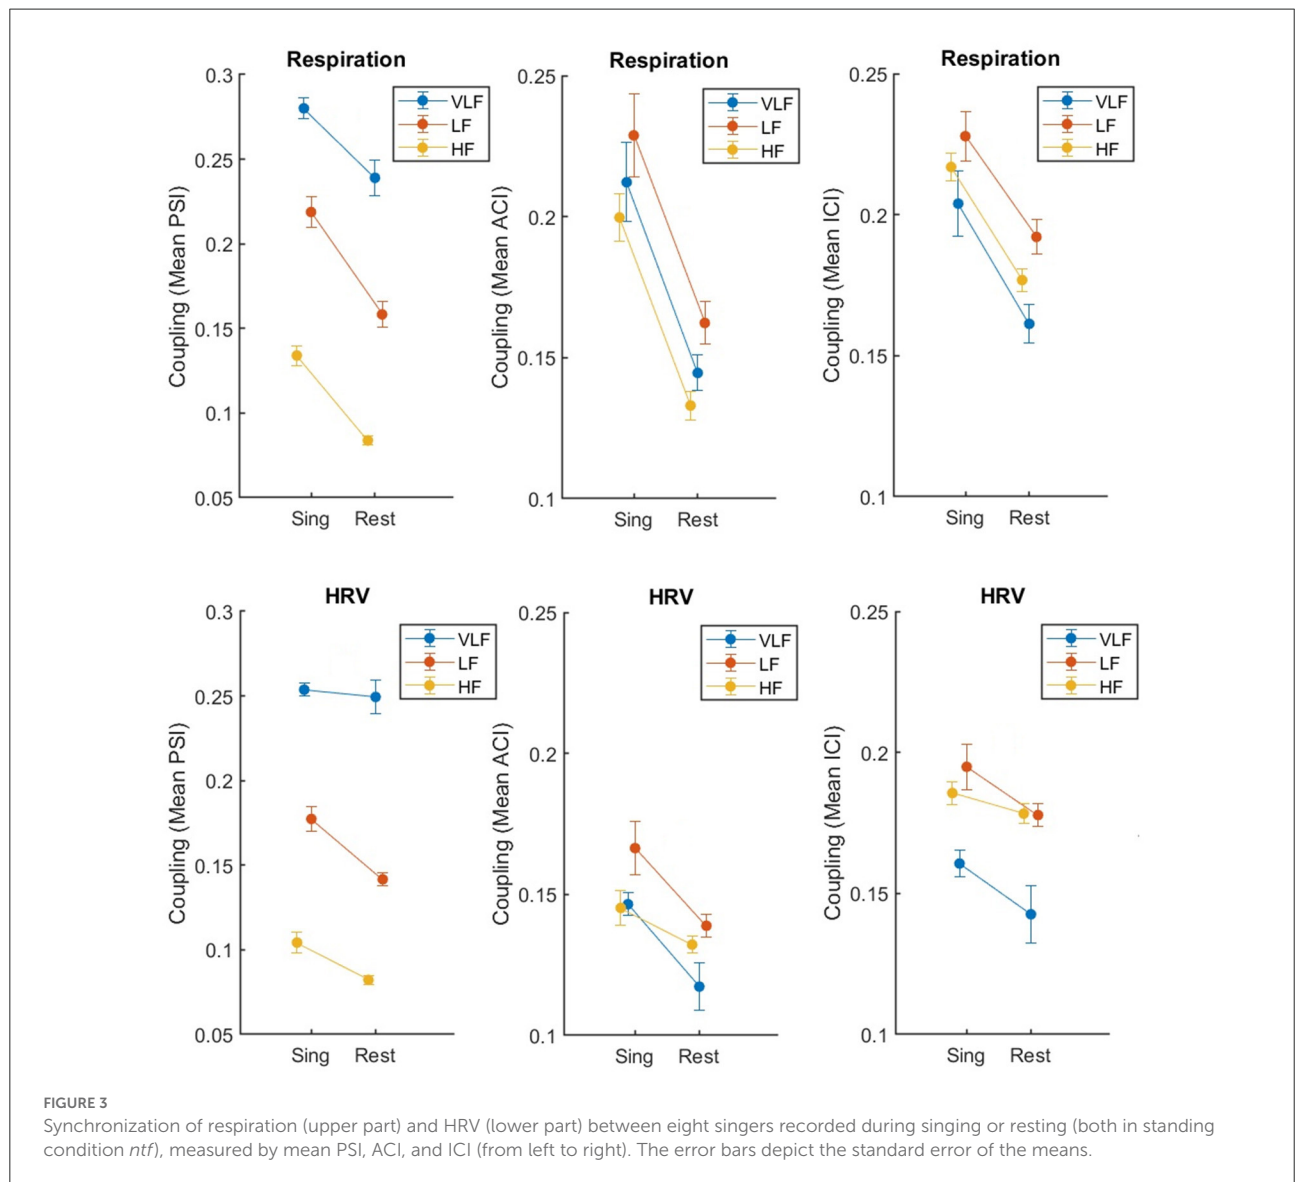 Respiration
0.3
0.25
0.2
0.15
0.1
0.05
Coupling (Mean PSI)
VLF
LF
HF
Sing Rest
Respiration
0.25
0.2
0.15
0.1
Coupling (Mean ACI)
VLF
LF
HF
Sing Rest
Respiration
0.25
0.2
0.15
0.1
Coupling (Mean ICI)
VLF
LF
HF
Sing Rest
HRV
0.3
0.25
0.2
0.15
0.1
0.05
Coupling (Mean PSI)
VLF
LF
HF
Sing Rest
HRV
0.25
0.2
0.15
0.1
Coupling (Mean ACI)
VLF
LF
HF
Sing Rest
HRV
0.25
0.2
0.15
0.1
Coupling (Mean ICI)
VLF
LF
HF
Sing Rest
FIGURE 3
Synchronization of respiration (upper part) and HRV (lower part) between eight singers recorded during singing or resting (both in standing
condition ntf), measured by mean PSI, ACI, and ICI (from left to right). The error bars depict the standard error of the means.